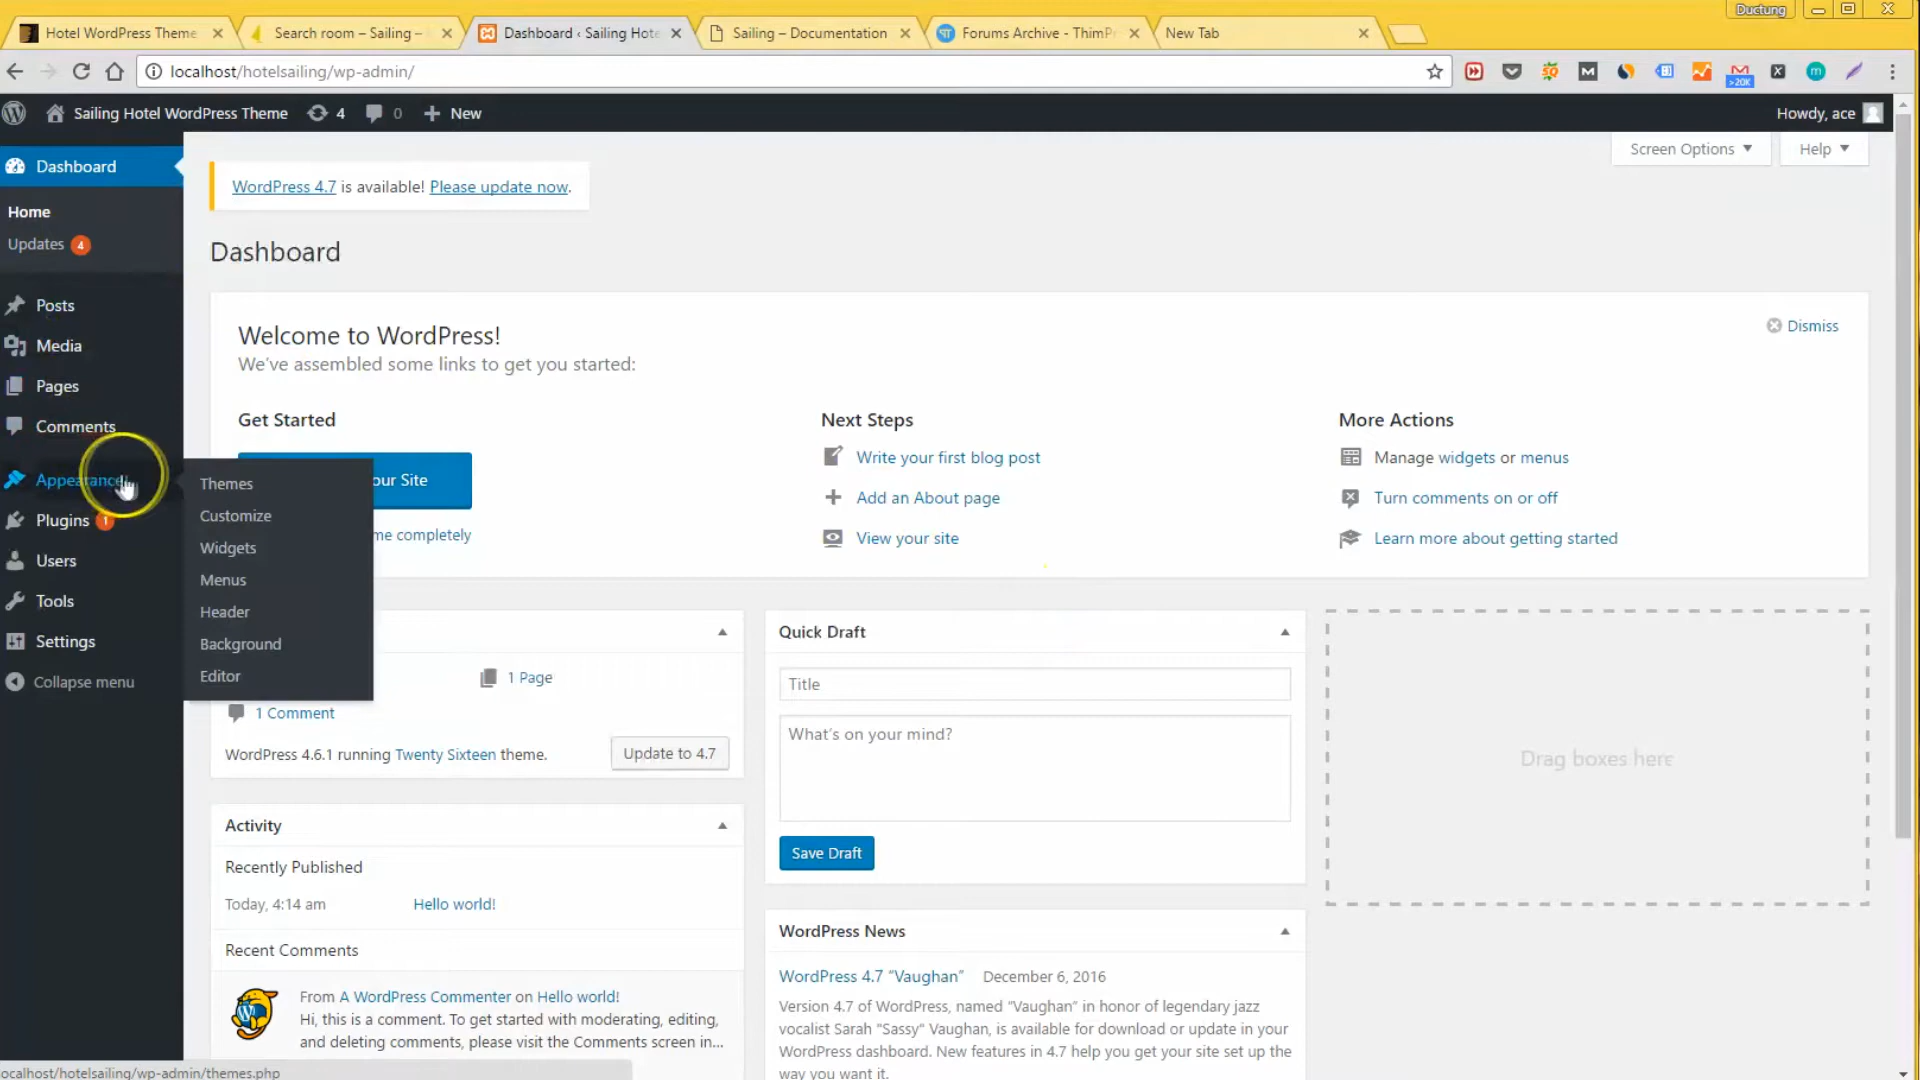 Ductung
Hotel WordPress Theme
Search room – Sailing –
Dashboard ‹ Sailing Hote
Sailing – Documentation
Forums Archive - ThimPr
New Tab
localhost/hotelsailing/wp-admin/
>20K
Sailing Hotel WordPress Theme
4
0
New
Howdy, ace
Dashboard
Home
Updates 4
Posts
Media
Pages
Comments
Appearance
Plugins 1
Users
Tools
Settings
Collapse menu
Themes
Customize
Widgets
Menus
Header
Background
Editor
Screen Options
Help
WordPress 4.7 is available! Please update now.
Dashboard
Welcome to WordPress!
We've assembled some links to get you started:
Dismiss
Get Started
our Site
me completely
Next Steps
Write your first blog post
Add an About page
View your site
More Actions
Manage widgets or menus
Turn comments on or off
Learn more about getting started
1 Page
1 Comment
WordPress 4.6.1 running Twenty Sixteen theme.
Update to 4.7
Activity
Recently Published
Today, 4:14 am
Hello world!
Recent Comments
From A WordPress Commenter on Hello world!
Hi, this is a comment. To get started with moderating, editing,
and deleting comments, please visit the Comments screen in...
Quick Draft
Title
What's on your mind?
Save Draft
WordPress News
WordPress 4.7 “Vaughan” December 6, 2016
Version 4.7 of WordPress, named “Vaughan” in honor of legendary jazz
vocalist Sarah "Sassy" Vaughan, is available for download or update in your
WordPress dashboard. New features in 4.7 help you get your site set up the
way you want it.
Drag boxes here
ocalhost/hotelsailing/wp-admin/themes.php